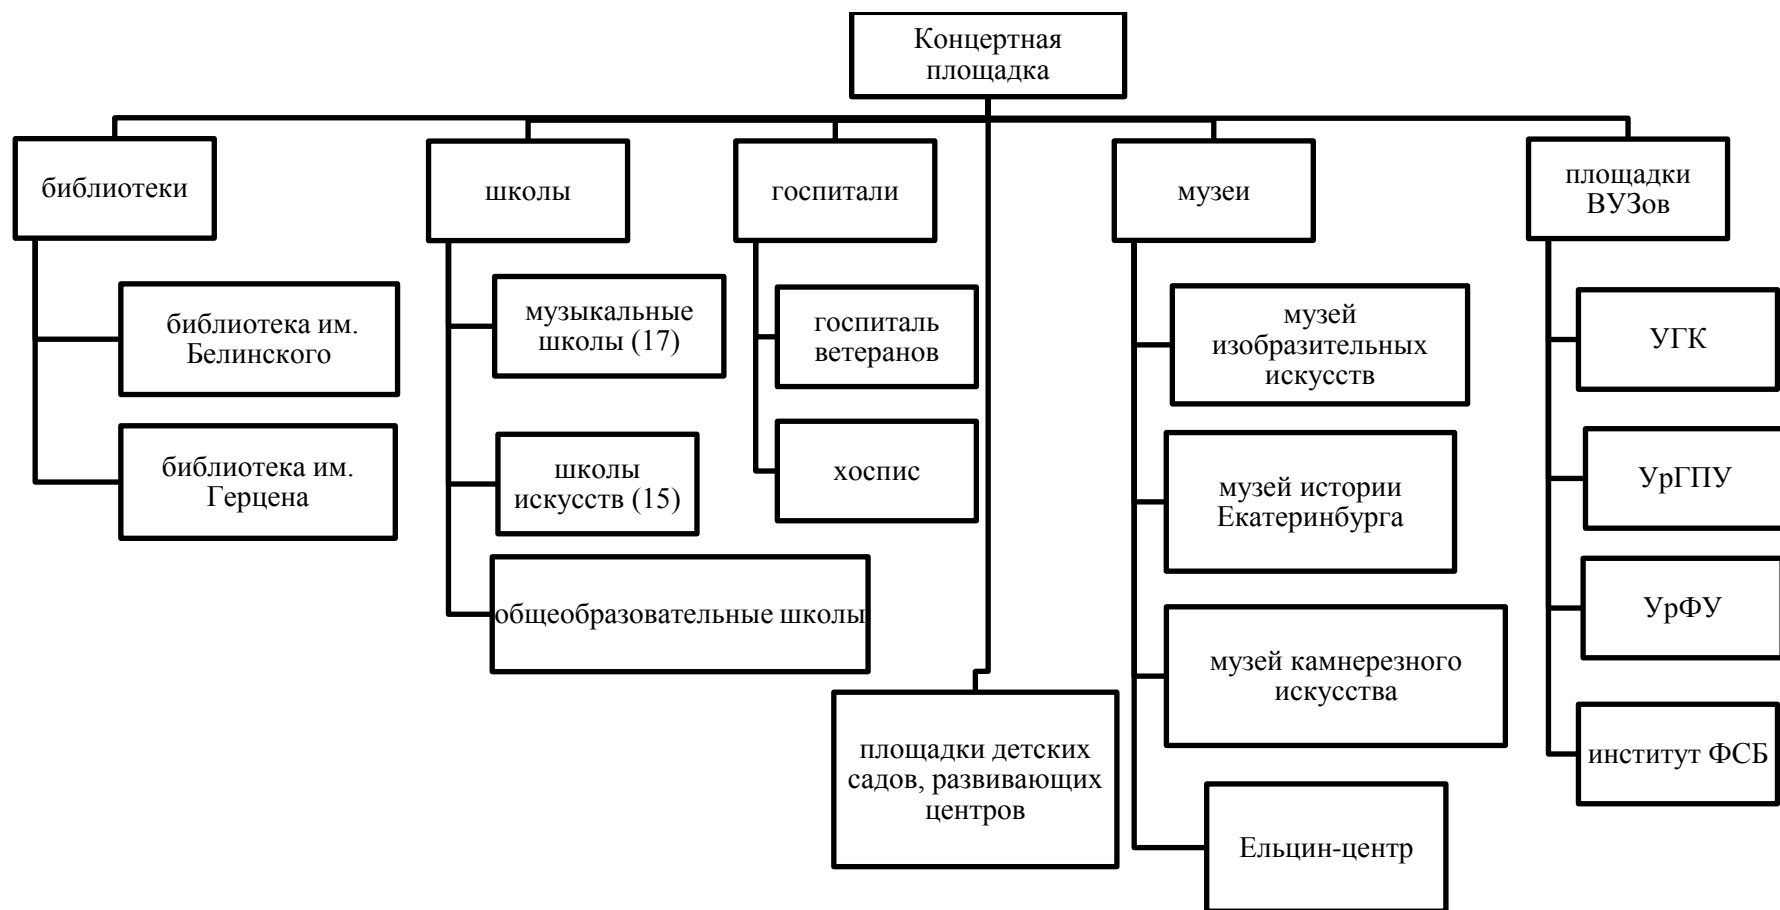 Концертная
площадка
библиотеки
школы
госпитали
музеи
площадки
ВУЗов
библиотека им.
Белинского
библиотека им.
Герцена
музыкальные
школы (17)
школы
искусств (15)
общеобразовательные школы
госпиталь
ветеранов
хоспис
площадки детских
садов, развивающих
центров
музей
изобразительных
искусств
музей истории
Екатеринбурга
музей камнерезного
искусства
Ельцин-центр
УГК
УрГПУ
УрФУ
институт ФСБ